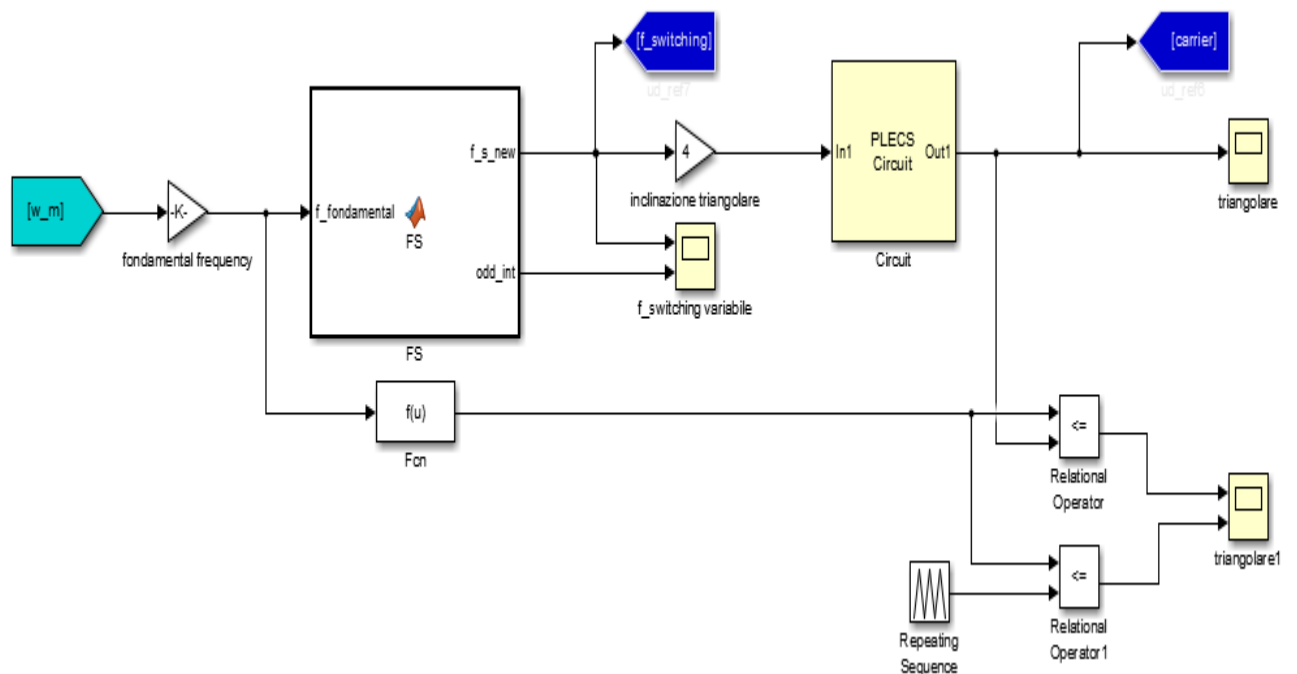 [f_switching]
ud_ref7
[carrier]
ud_ref6
f_s_new
4
In1
PLECS
Circuit
Out1
inclinazione triangolare
triangolare
[w_m]
-K-
f_fondamental
FS
fondamental frequency
Circuit
odd_int
f_switching variabile
FS
f(u)
Fcn
<=
Relational
Operator
triangolare1
<=
Repeating
Sequence
Relational
Operator1